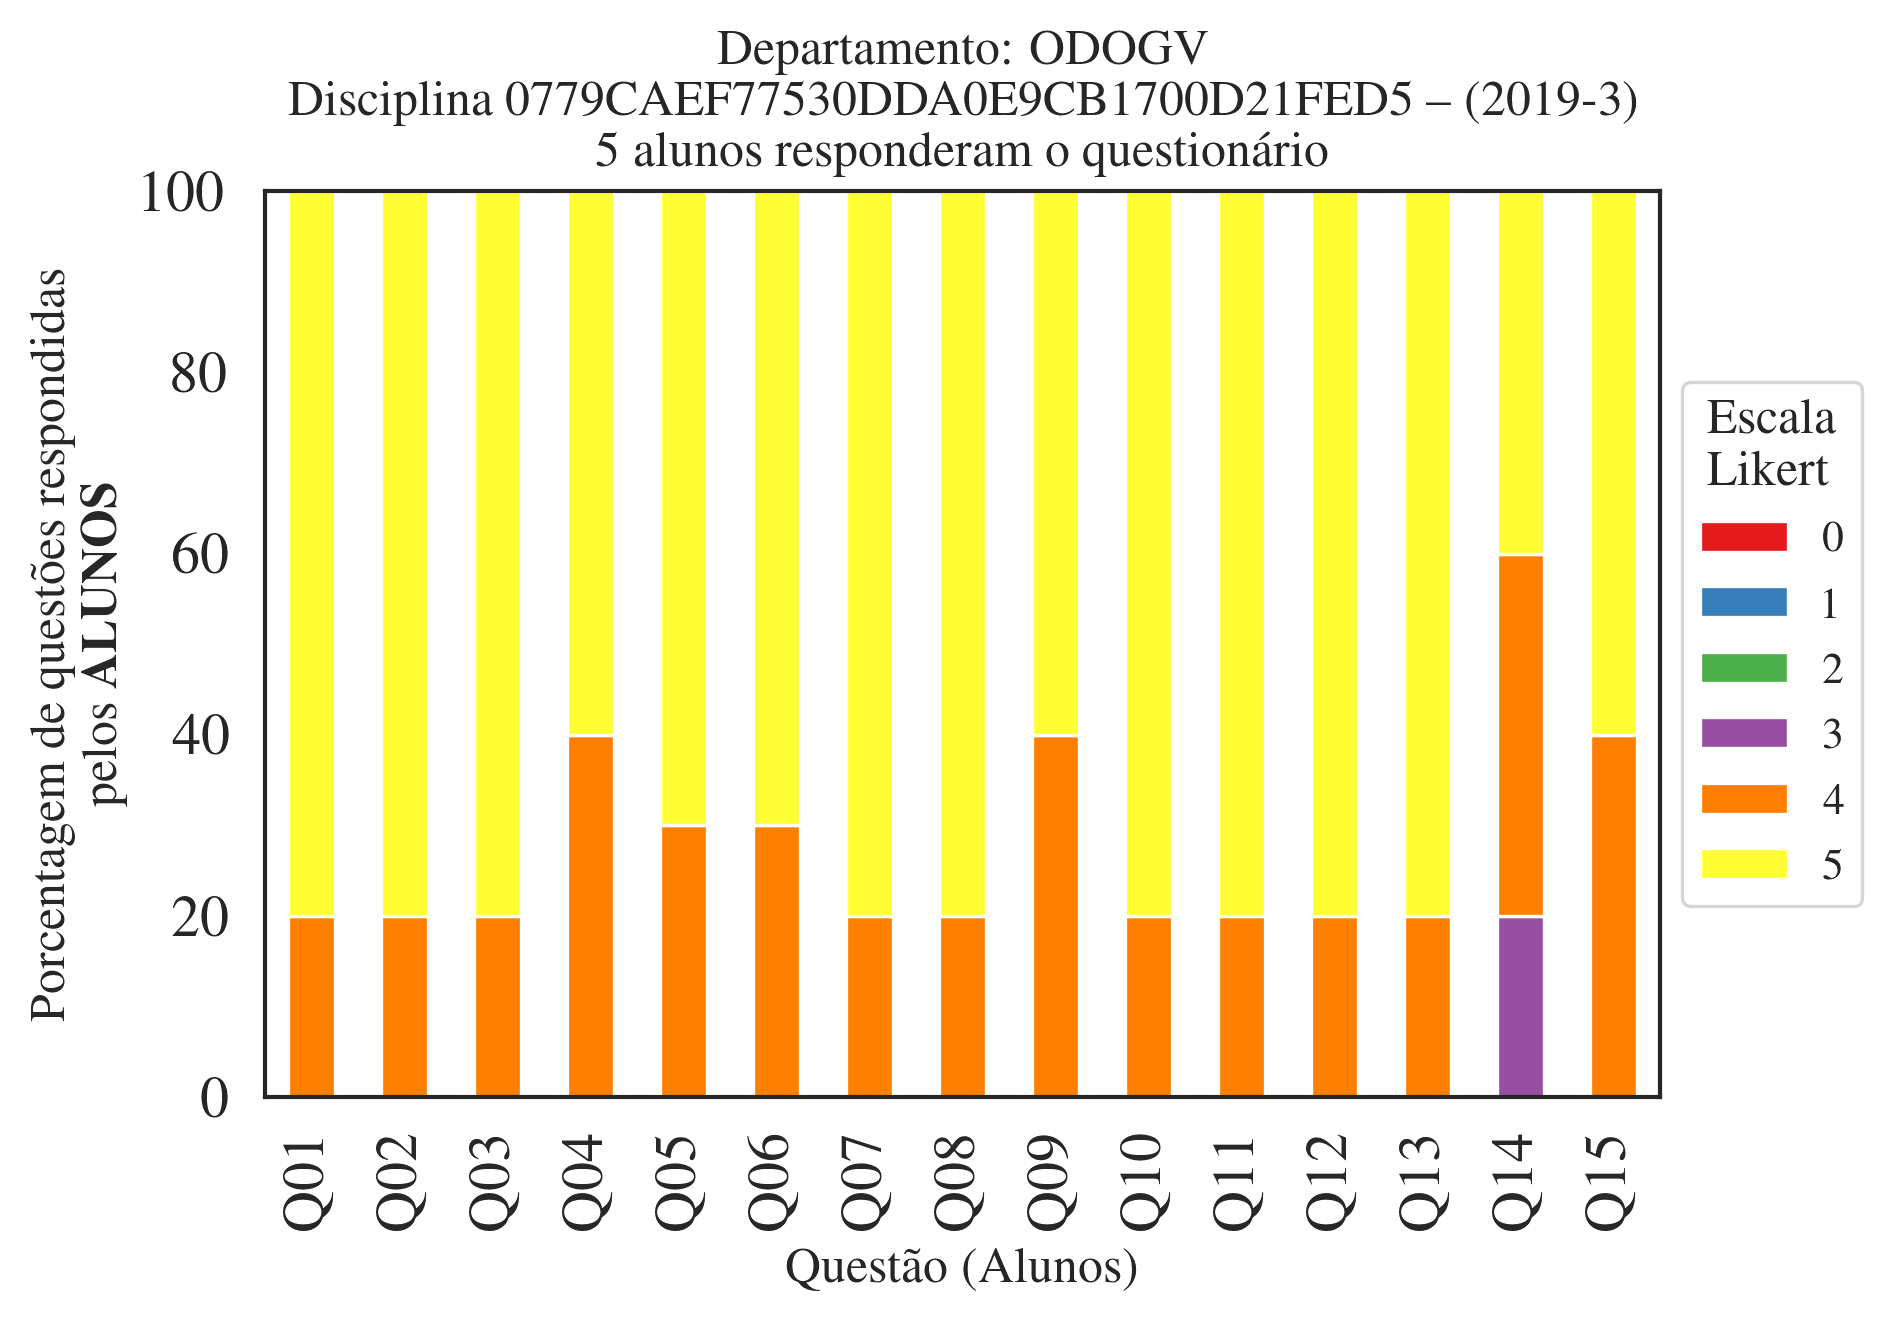 Departamento: ODOGV
Disciplina 0779CAEF77530DDA0E9CB1700D21FED5 – (2019-3)
5 alunos responderam o questionário
Porcentagem de questões respondidas
pelos ALUNOS
100
80
60
40
20
0
Q01
Q02
Q03
Q04
Q05
Q06
Q07
Q08
Q09
Q10
Q11
Q12
Q13
Q14
Q15
Questão (Alunos)
Escala
Likert
0
1
2
3
4
5